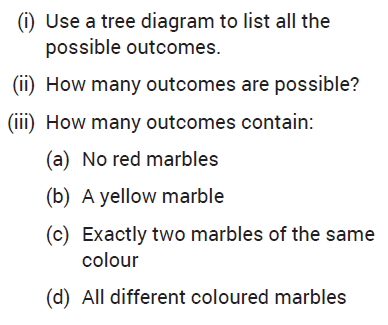 (i) Use a tree diagram to list all the
possible outcomes.
(ii) How many outcomes are possible?
(iii) How many outcomes contain:
(a) No red marbles
(b) A yellow marble
(c) Exactly two marbles of the same
colour
(d) All different coloured marbles